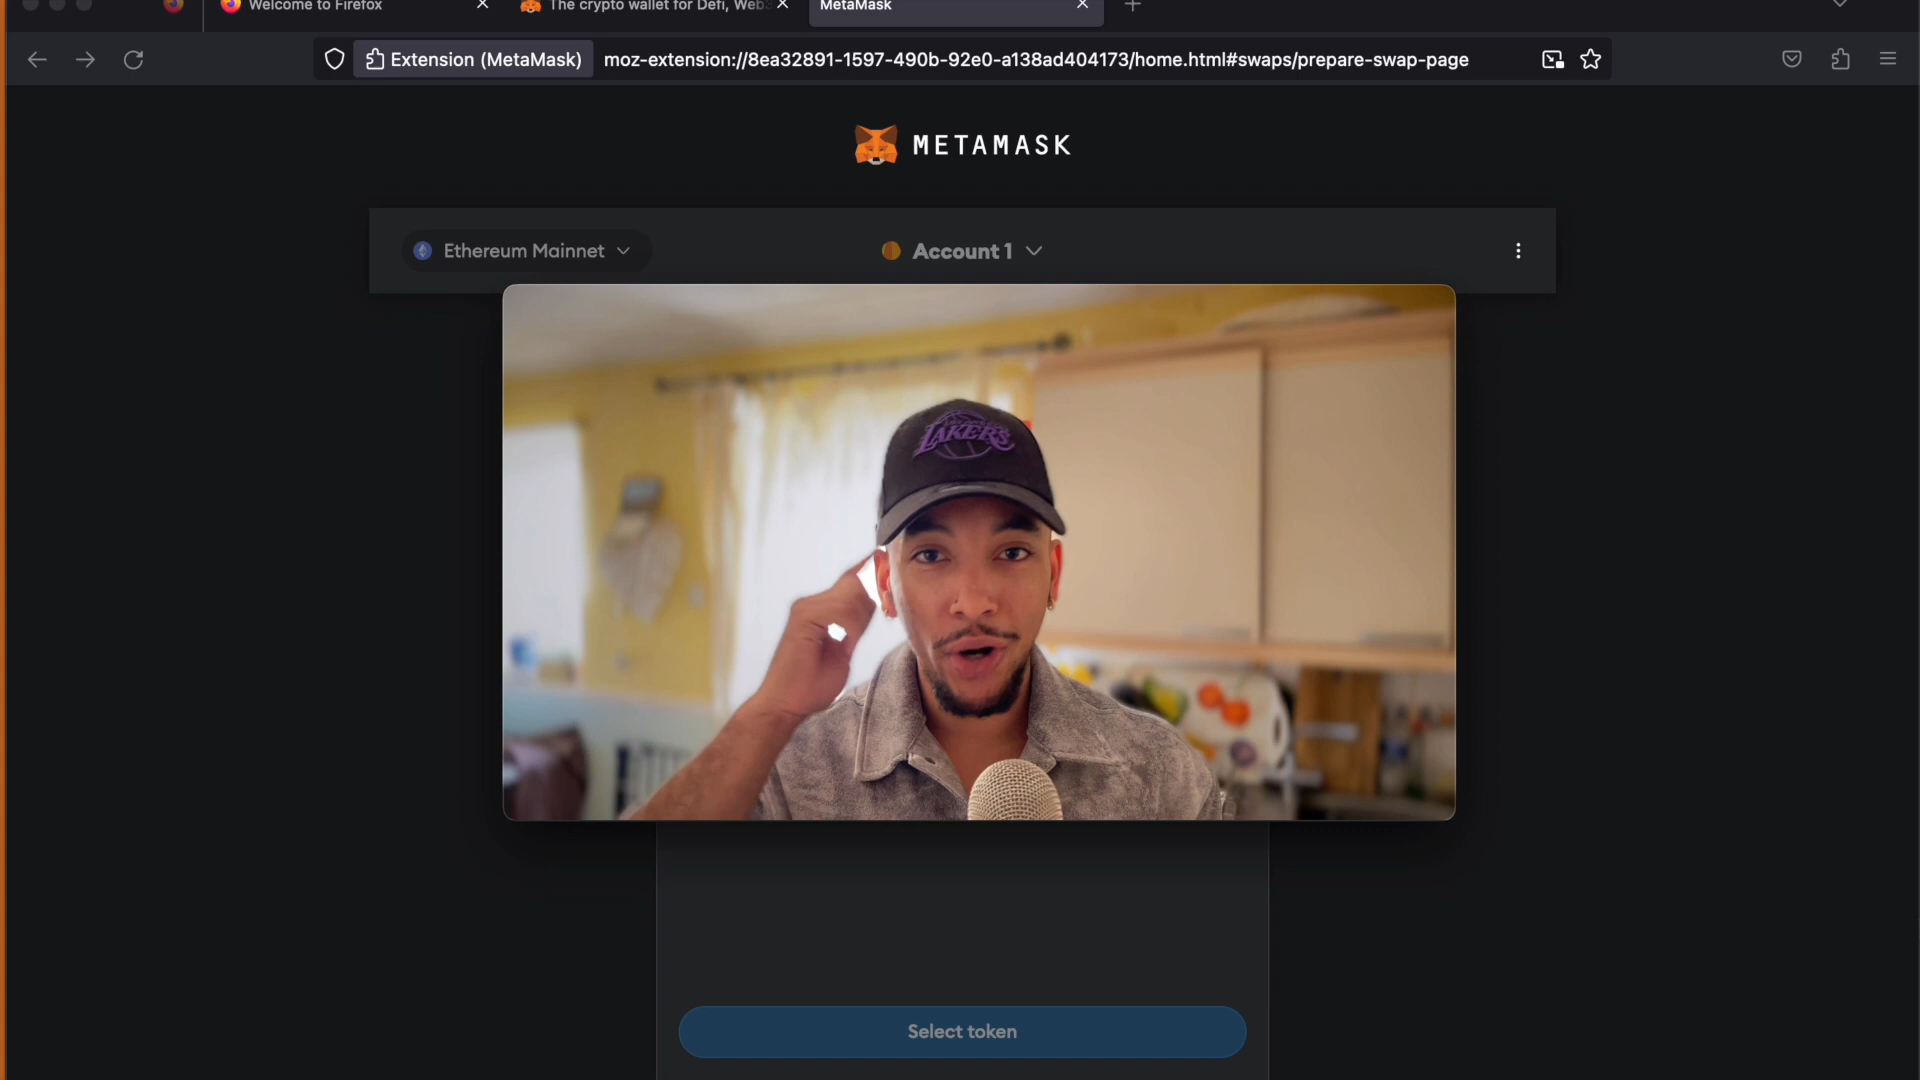 Welcome to Firefox
The crypto wallet for Defi, Web3
MetaMask
Extension (MetaMask)
moz-extension://8ea32891-1597-490b-92e0-a138ad404173/home.html#swaps/prepare-swap-page
METAMASK
Ethereum Mainnet
Account 1
LAKERS
Select token